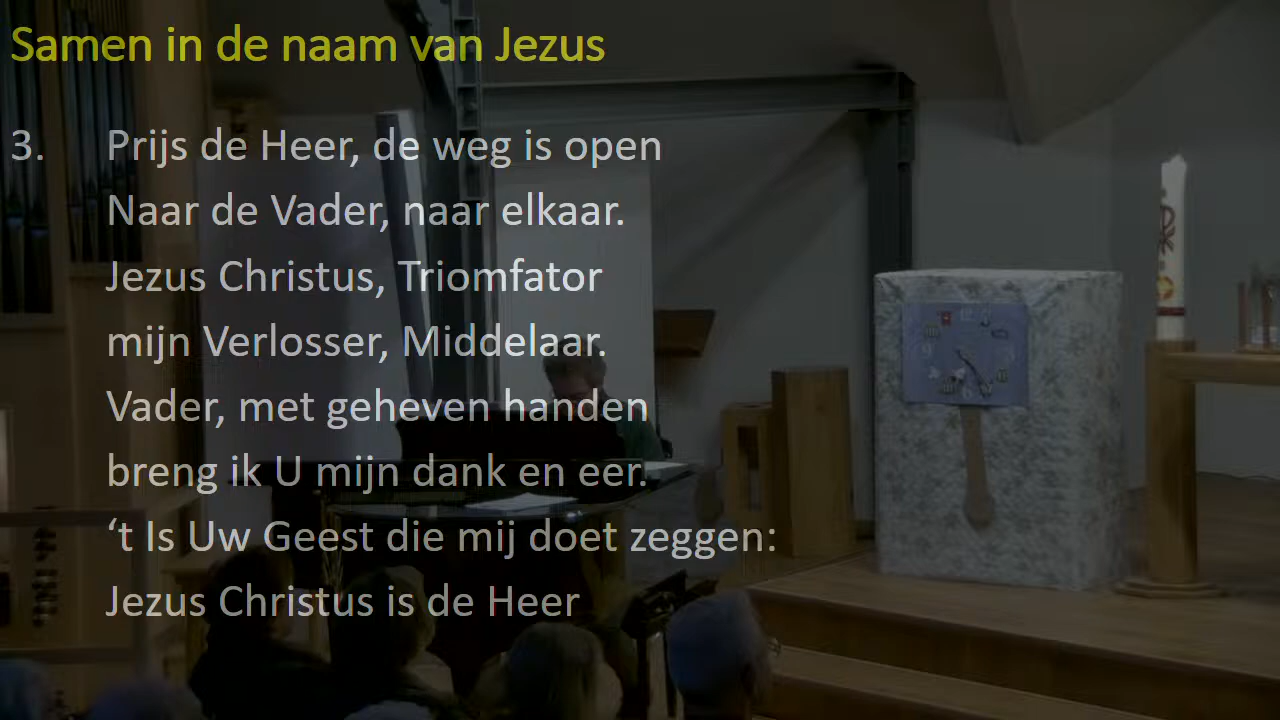 Samen in de naam van Jezus
3. Prijs de Heer, de weg is open
Naar de Vader, naar elkaar.
Jezus Christus, Triomfator
mijn Verlosser, Middelaar.
Vader, met geheven handen
breng ik U mijn dank en eer.
‘t Is Uw Geest die mij doet zeggen:
Jezus Christus is de Heer